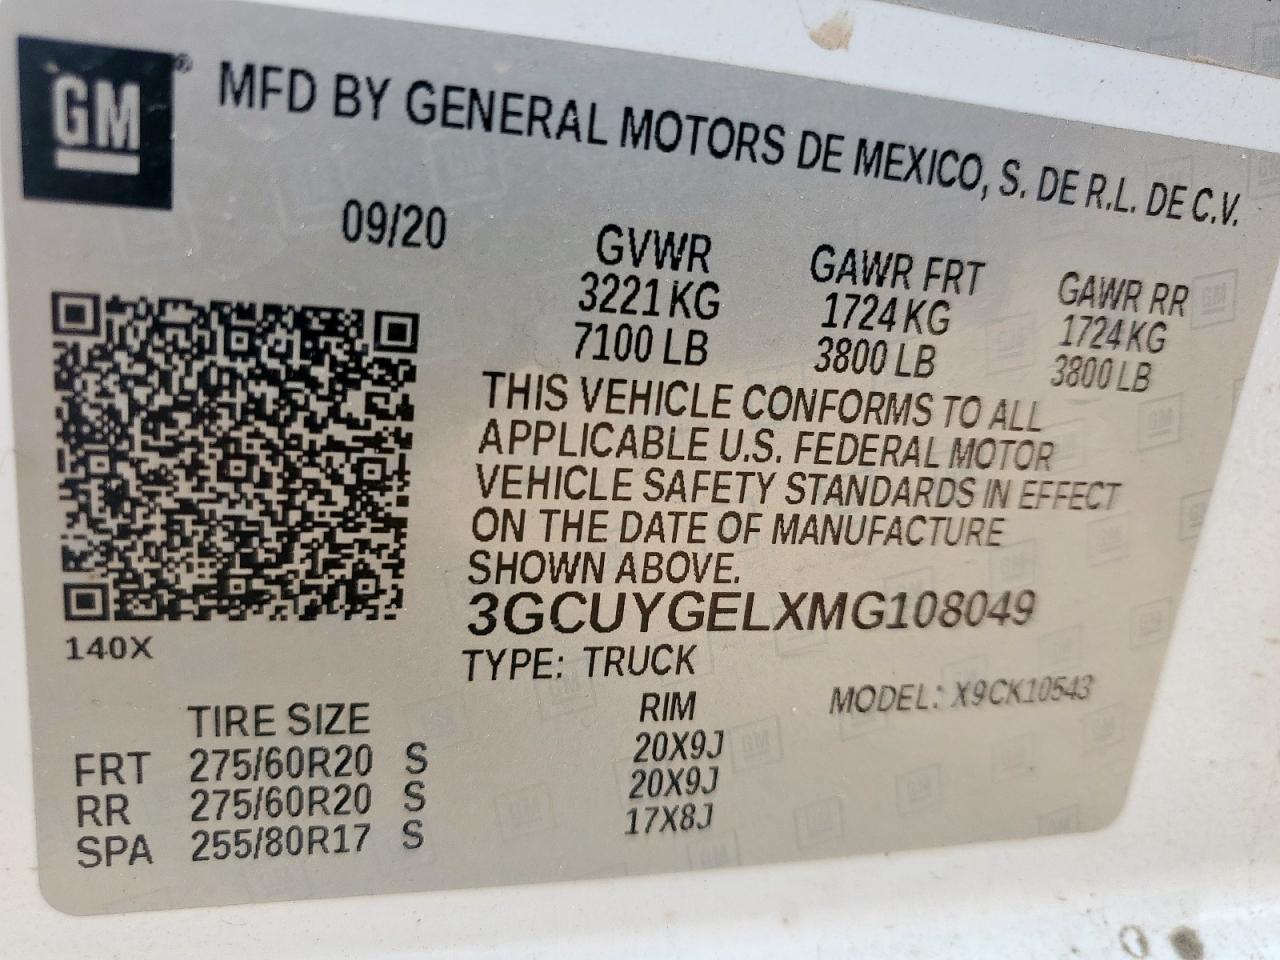 GM
MFD BY GENERAL MOTORS DE MEXICO, S. DE R.L. DE C.V.
09/20
GVWR GAWR FRT GAWR RR
3221 KG 1724 KG 1724 KG
7100 LB 3800 LB 3800 LB
THIS VEHICLE CONFORMS TO ALL
APPLICABLE U.S. FEDERAL MOTOR
VEHICLE SAFETY STANDARDS IN EFFECT
ON THE DATE OF MANUFACTURE
SHOWN ABOVE.
3GCUYGELXMG108049
140X
TYPE: TRUCK
MODEL: X9CK10543
TIRE SIZE RIM
FRT 275/60R20 S 20X9J
RR 275/60R20 S 20X9J
SPA 255/80R17 S 17X8J